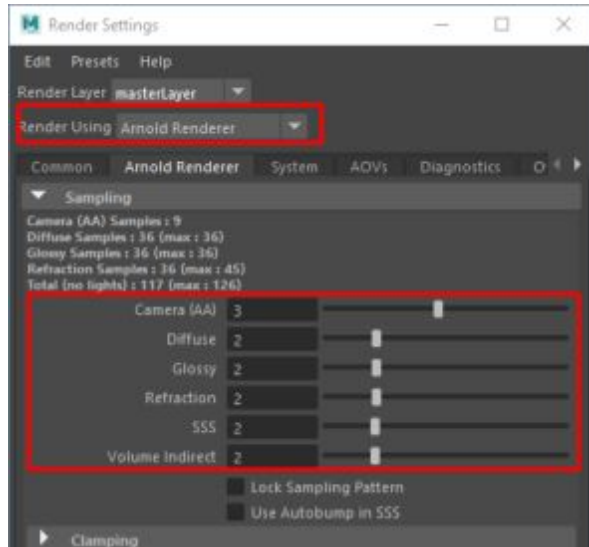 Render Settings
Edit Presets Help
Render Layer masterLayer
Render Using Arnold Renderer
Common Arnold Renderer System AOVs Diagnostics O
Sampling
Camera (AA) Samples : 9
Diffuse Samples : 36 (max : 36)
Glossy Samples : 36 (max : 36)
Refraction Samples : 36 (max : 45)
Total (no lights) : 117 (max : 126)
Camera (AA) 3
Diffuse 2
Glossy 2
Refraction 2
SSS 2
Volume Indirect 2
Lock Sampling Pattern
Use Autobump in SSS
Clamping